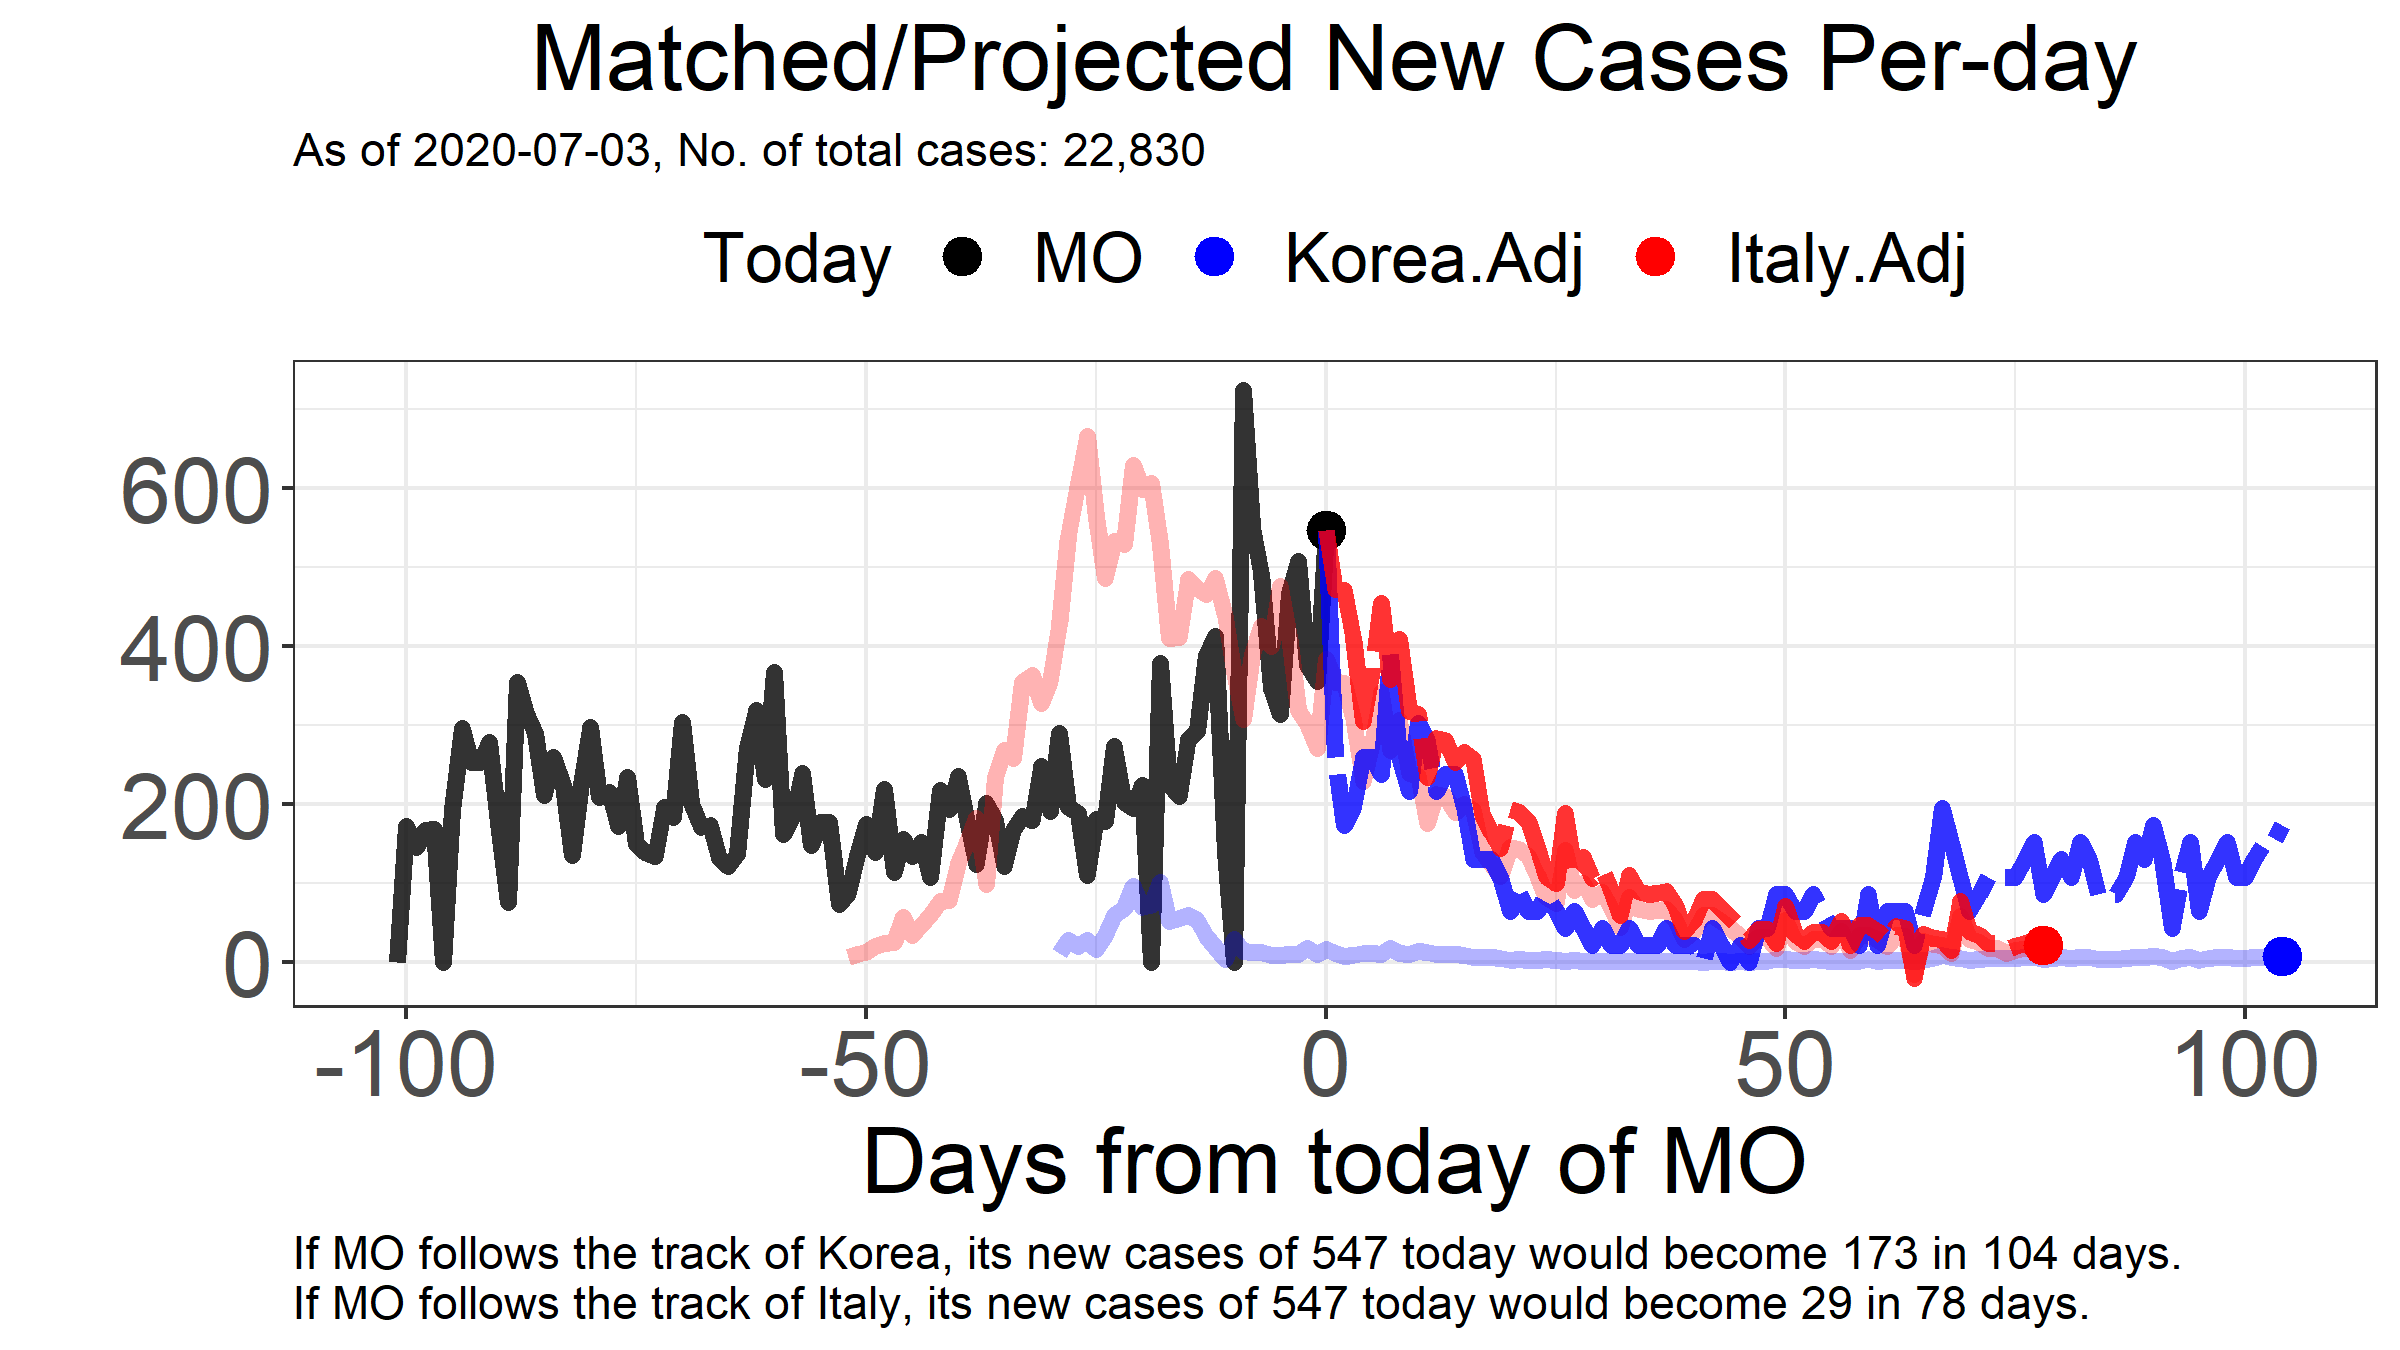 Matched/Projected New Cases Per-day
As of 2020-07-03, No. of total cases: 22,830
Today MO Korea.Adj Italy.Adj
600
400
200
0
-100 -50 0 50 100
Days from today of MO
If MO follows the track of Korea, its new cases of 547 today would become 173 in 104 days.
If MO follows the track of Italy, its new cases of 547 today would become 29 in 78 days.